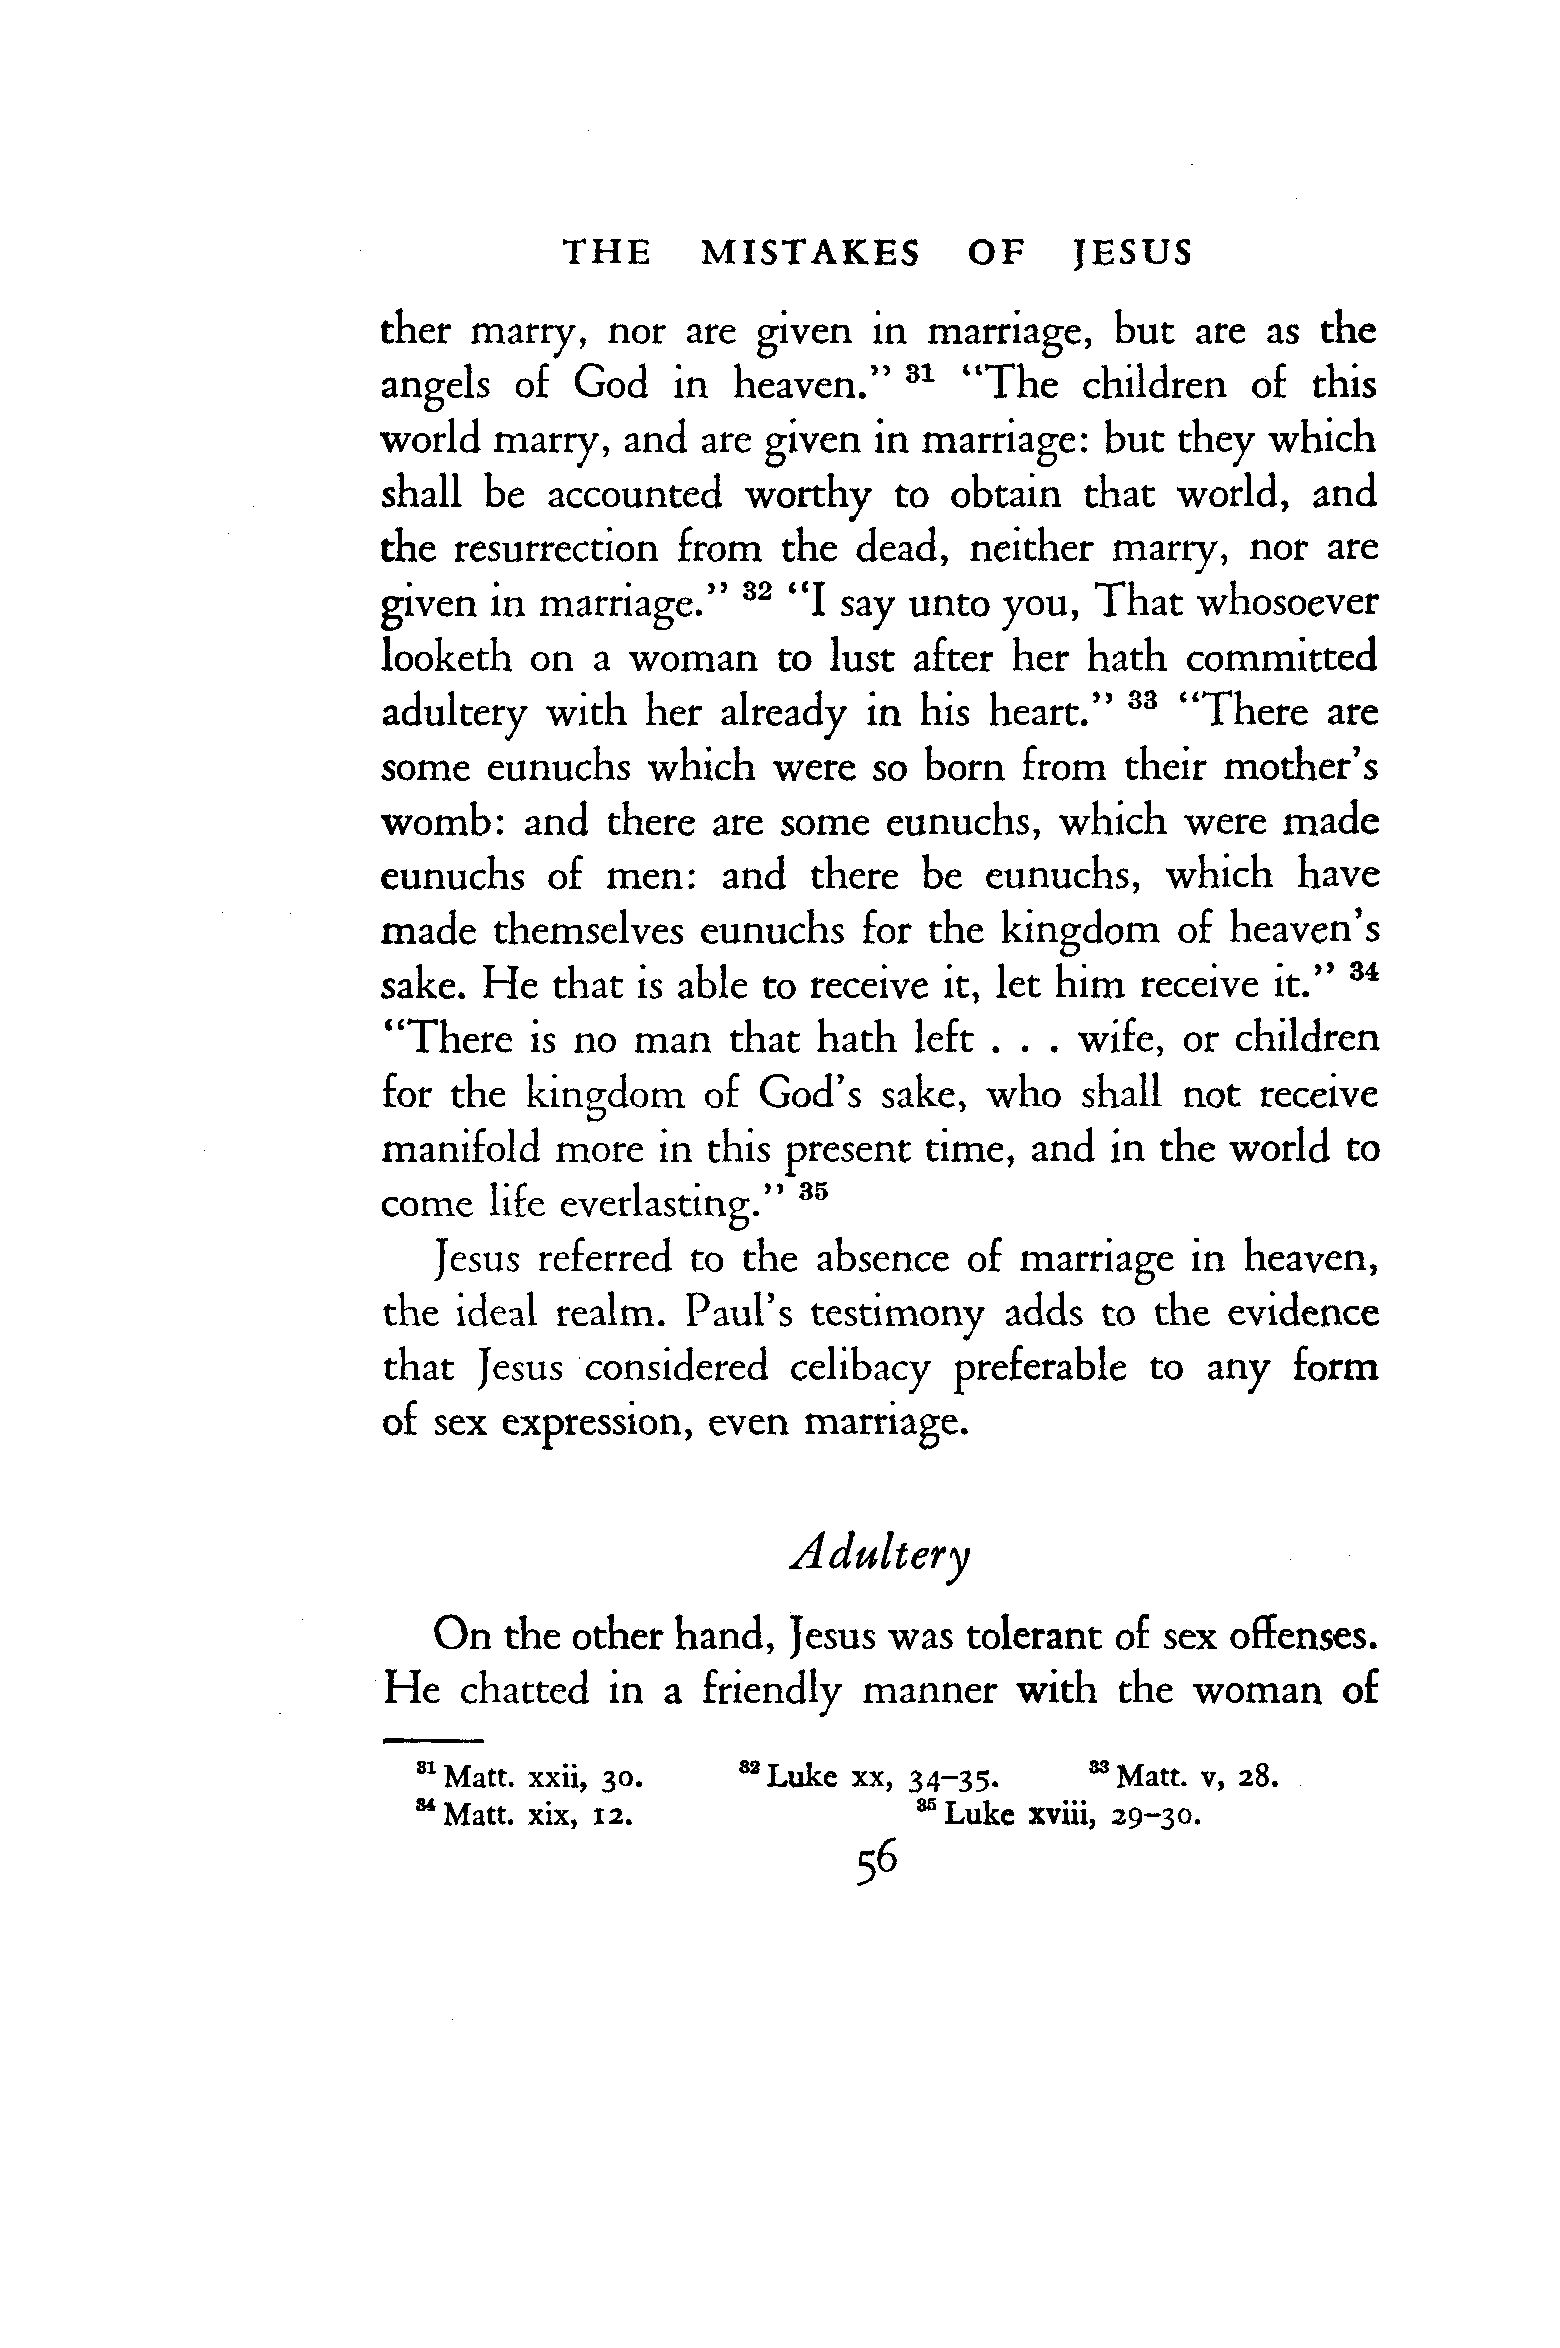 THE MISTAKES OF JESUS
ther marry, nor are given in marriage, but are as the
angels of God in heaven.” 31 “The children of this
world marry, and are given in marriage: but they which
shall be accounted worthy to obtain that world, and
the resurrection from the dead, neither marry, nor are
given in marriage.” 32 “I say unto you, That whosoever
looketh on a woman to lust after her hath committed
adultery with her already in his heart.” 33 “There are
some eunuchs which were so born from their mother’s
womb: and there are some eunuchs, which were made
eunuchs of men: and there be eunuchs, which have
made themselves eunuchs for the kingdom of heaven’s
sake. He that is able to receive it, let him receive it.” 34
“There is no man that hath left . . . wife, or children
for the kingdom of God’s sake, who shall not receive
manifold more in this present time, and in the world to
come life everlasting.” 35
Jesus referred to the absence of marriage in heaven,
the ideal realm. Paul’s testimony adds to the evidence
that Jesus considered celibacy preferable to any form
of sex expression, even marriage.
Adultery
On the other hand, Jesus was tolerant of sex offenses.
He chatted in a friendly manner with the woman of
31 Matt. xxii, 30. 32 Luke xx, 34–35. 33 Matt. v, 28.
34 Matt. xix, 12. 35 Luke xviii, 29–30.
56